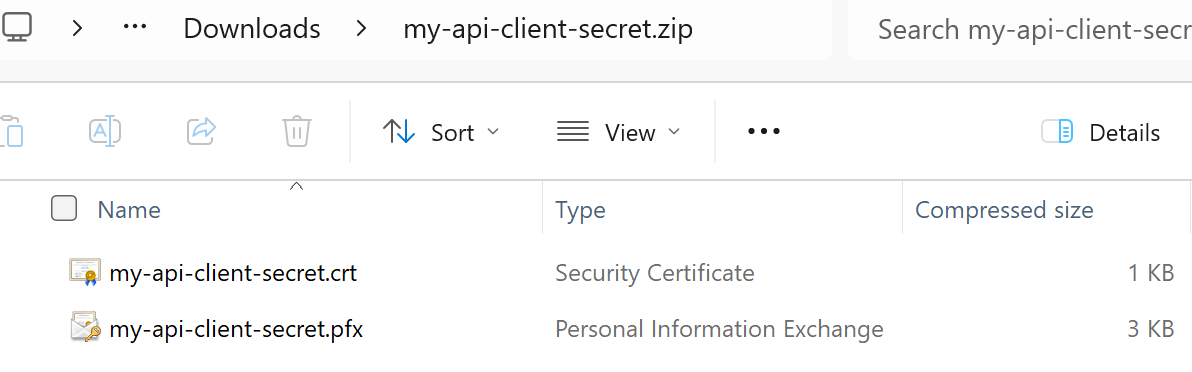 Downloads > my-api-client-secret.zip Search my-api-client-secr
Sort View ••• Details
Name Type Compressed size
my-api-client-secret.crt Security Certificate 1 KB
my-api-client-secret.pfx Personal Information Exchange 3 KB